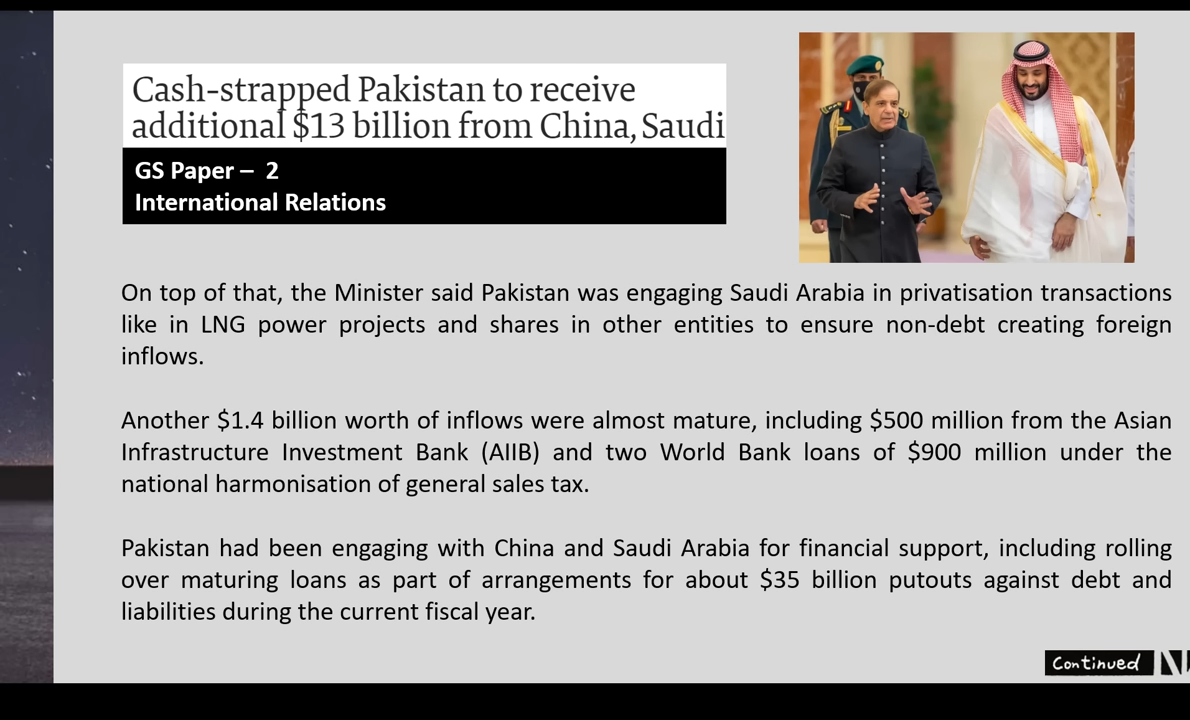 Cash-strapped Pakistan to receive
additional $13 billion from China, Saudi
GS Paper – 2
International Relations
On top of that, the Minister said Pakistan was engaging Saudi Arabia in privatisation transactions
like in LNG power projects and shares in other entities to ensure non-debt creating foreign
inflows.
Another $1.4 billion worth of inflows were almost mature, including $500 million from the Asian
Infrastructure Investment Bank (AIIB) and two World Bank loans of $900 million under the
national harmonisation of general sales tax.
Pakistan had been engaging with China and Saudi Arabia for financial support, including rolling
over maturing loans as part of arrangements for about $35 billion putouts against debt and
liabilities during the current fiscal year.
Continued